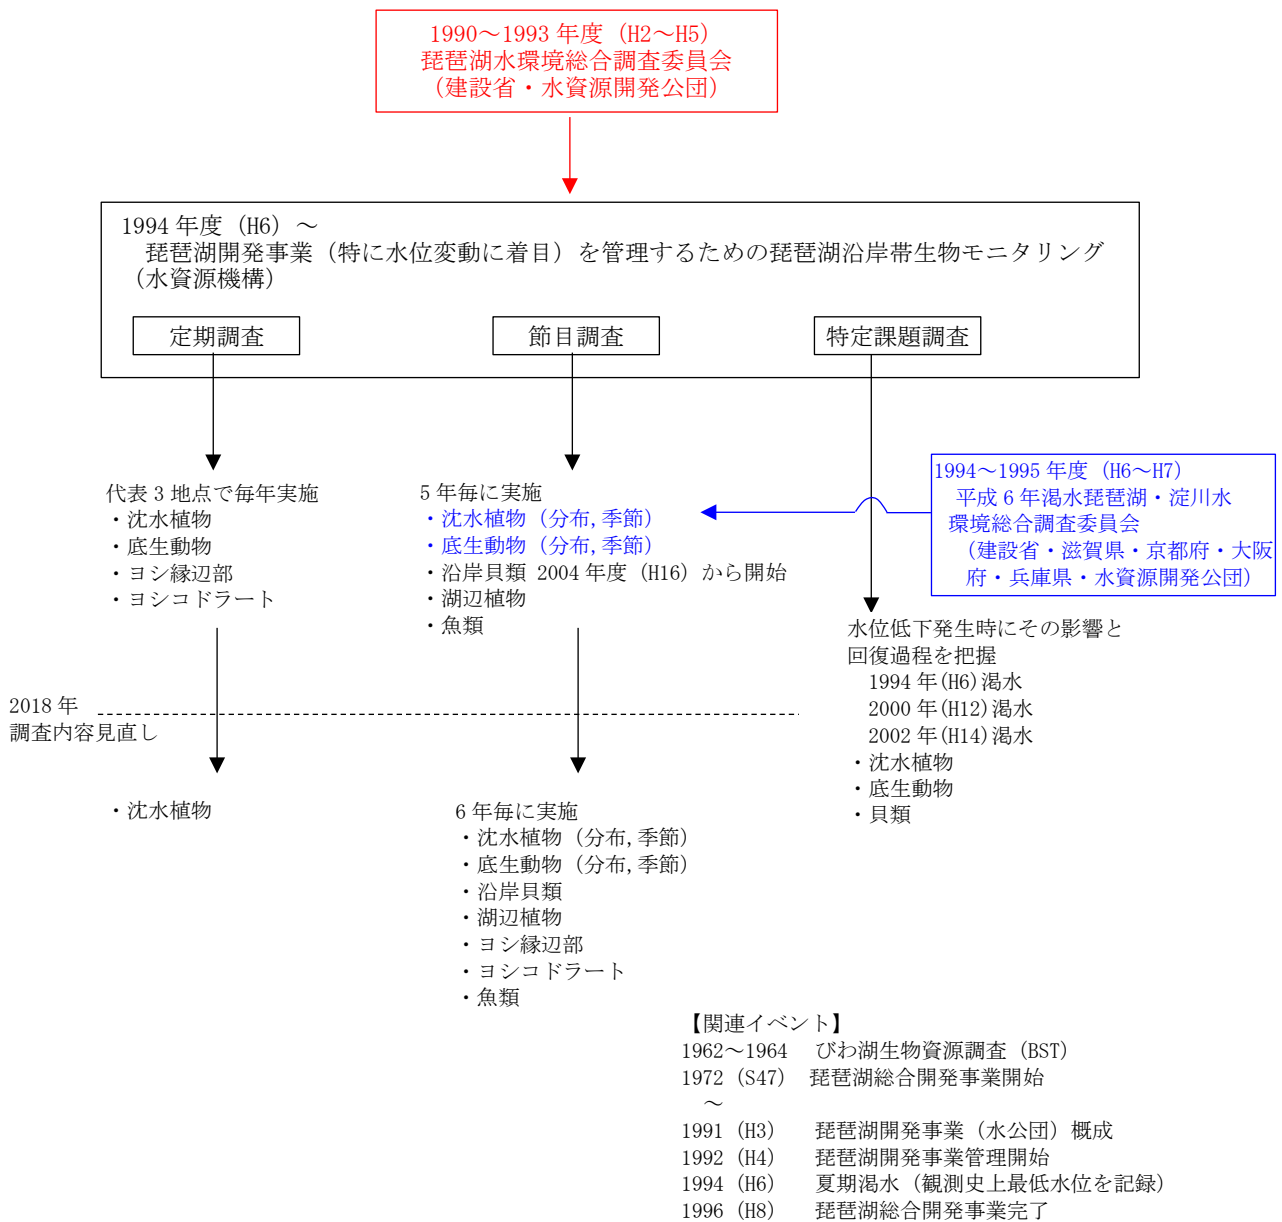 1990～1993 年度（H2～H5）
琵琶湖水環境総合調査委員会
（建設省・水資源開発公団）
1994 年度（H6）～
琵琶湖開発事業（特に水位変動に着目）を管理するための琵琶湖沿岸帯生物モニタリング
（水資源機構）
定期調査
節目調査
特定課題調査
代表 3 地点で毎年実施
・沈水植物
・底生動物
・ヨシ縁辺部
・ヨシコドラート
5 年毎に実施
・沈水植物（分布,季節）
・底生動物（分布,季節）
・沿岸貝類 2004 年度（H16）から開始
・湖辺植物
・魚類
1994～1995 年度（H6～H7）
平成 6 年渇水琵琶湖・淀川水
環境総合調査委員会
（建設省・滋賀県・京都府・大阪
府・兵庫県・水資源開発公団）
水位低下発生時にその影響と
回復過程を把握
1994 年(H6)渇水
2000 年(H12)渇水
2002 年(H14)渇水
・沈水植物
・底生動物
・貝類
2018 年
調査内容見直し
・沈水植物
6 年毎に実施
・沈水植物（分布,季節）
・底生動物（分布,季節）
・沿岸貝類
・湖辺植物
・ヨシ縁辺部
・ヨシコドラート
・魚類
【関連イベント】
1962～1964 びわ湖生物資源調査（BST）
1972（S47） 琵琶湖総合開発事業開始
～
1991（H3） 琵琶湖開発事業（水公団）概成
1992（H4） 琵琶湖開発事業管理開始
1994（H6） 夏期渇水（観測史上最低水位を記録）
1996（H8） 琵琶湖総合開発事業完了